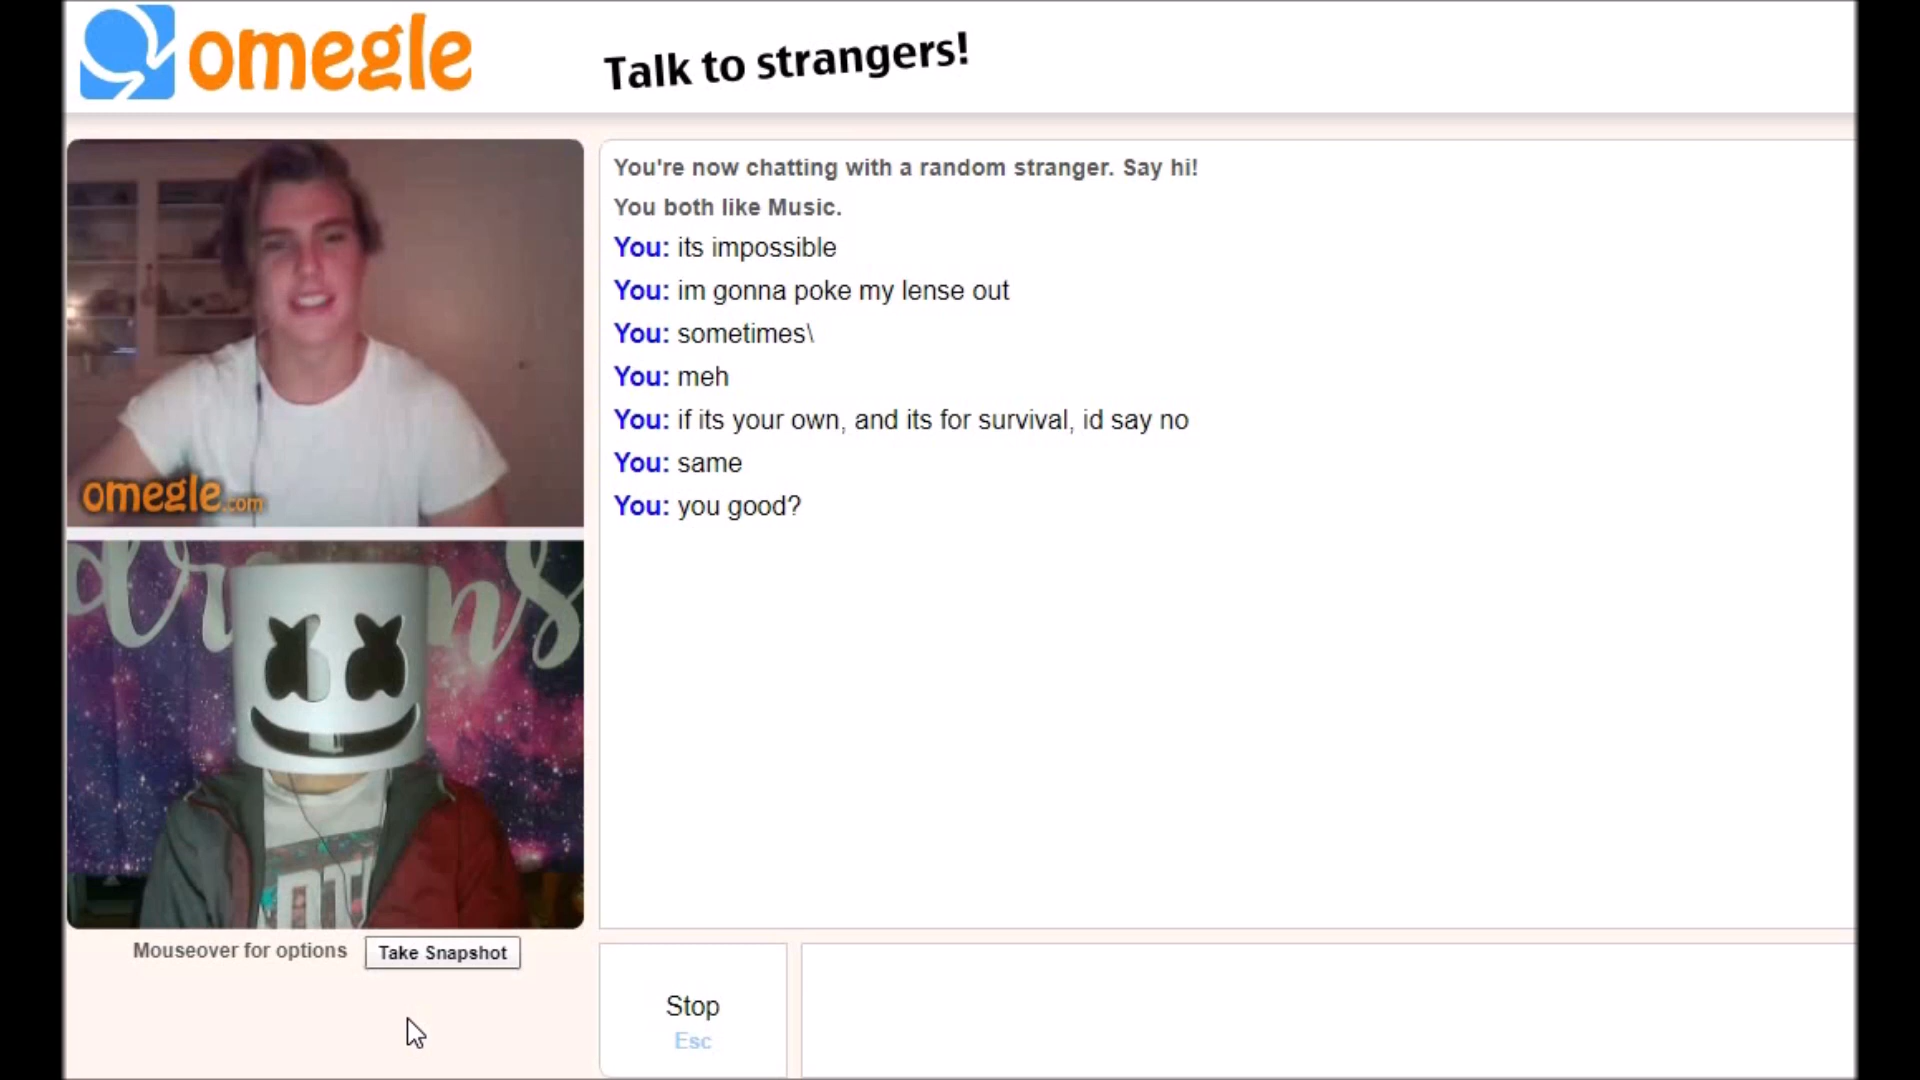 omegle
Talk to strangers!
You're now chatting with a random stranger. Say hi!
You both like Music.
You: its impossible
You: im gonna poke my lense out
You: sometimes\
You: meh
You: if its your own, and its for survival, id say no
You: same
You: you good?
omegle.com
Mouseover for options
Take Snapshot
Stop
Esc